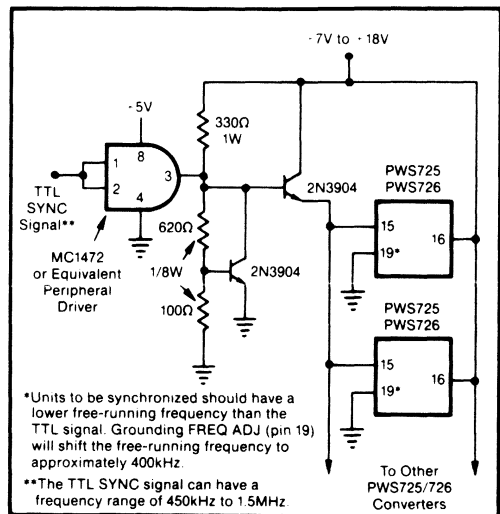 - 7V to - 18V
- 5V
330Ω
1W
1
2
8
4
3
2N3904
PWS725
PWS726
15
16
19*
TTL
SYNC
Signal**
MC1472
or Equivalent
Peripheral
Driver
620Ω
1/8W
100Ω
2N3904
PWS725
PWS726
15
16
19*
*Units to be synchronized should have a
lower free-running frequency than the
TTL signal. Grounding FREQ ADJ (pin 19)
will shift the free-running frequency to
approximately 400kHz.
**The TTL SYNC signal can have a
frequency range of 450kHz to 1.5MHz.
To Other
PWS725/726
Converters